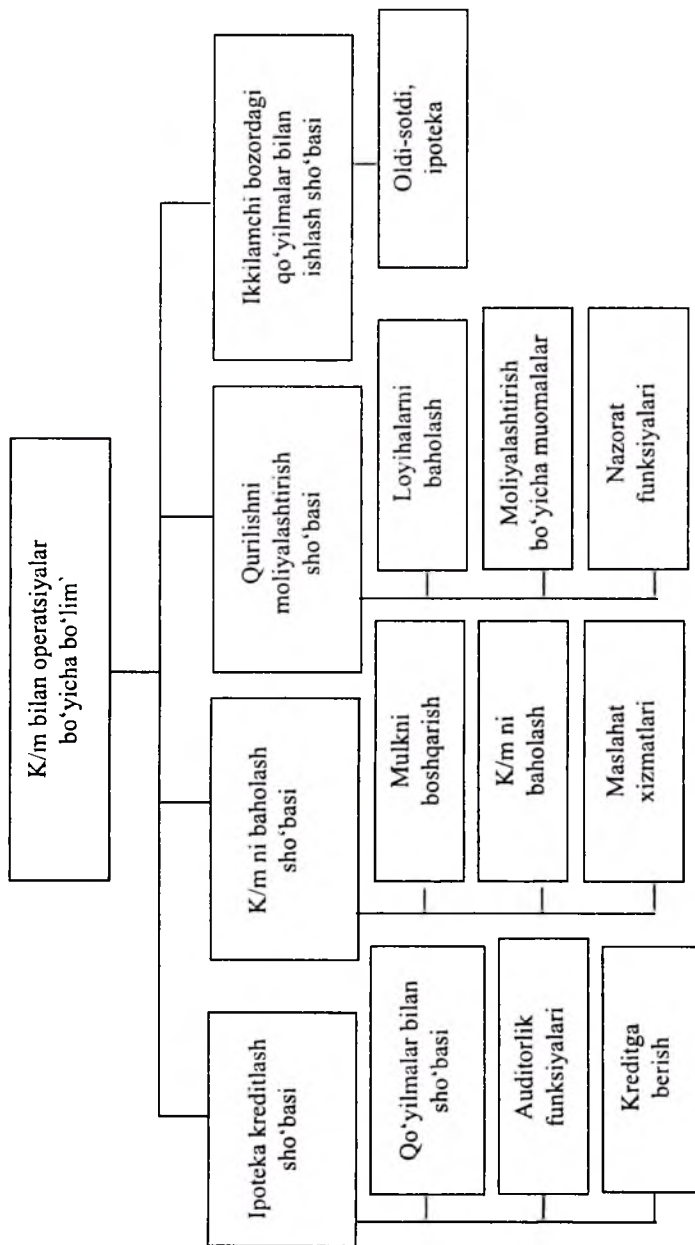 K/m bilan operatsiyalar
bo‘yicha bo‘lim`
Ipoteka kreditlash
sho‘basi
Qo‘yilmalar bilan
sho‘basi
Auditorlik
funksiyalari
Kreditga
berish
K/m ni baholash
sho‘basi
Mulkni
boshqarish
K/m ni
baholash
Maslahat
xizmatlari
Qurilishni
moliyalashtirish
sho‘basi
Loyihalarni
baholash
Moliyalashtirish
bo‘yicha muomalalar
Nazorat
funksiyalari
Ikkilamchi bozordagi
qo‘yilmalar bilan
ishlash sho‘basi
Oldi-sotdi,
ipoteka